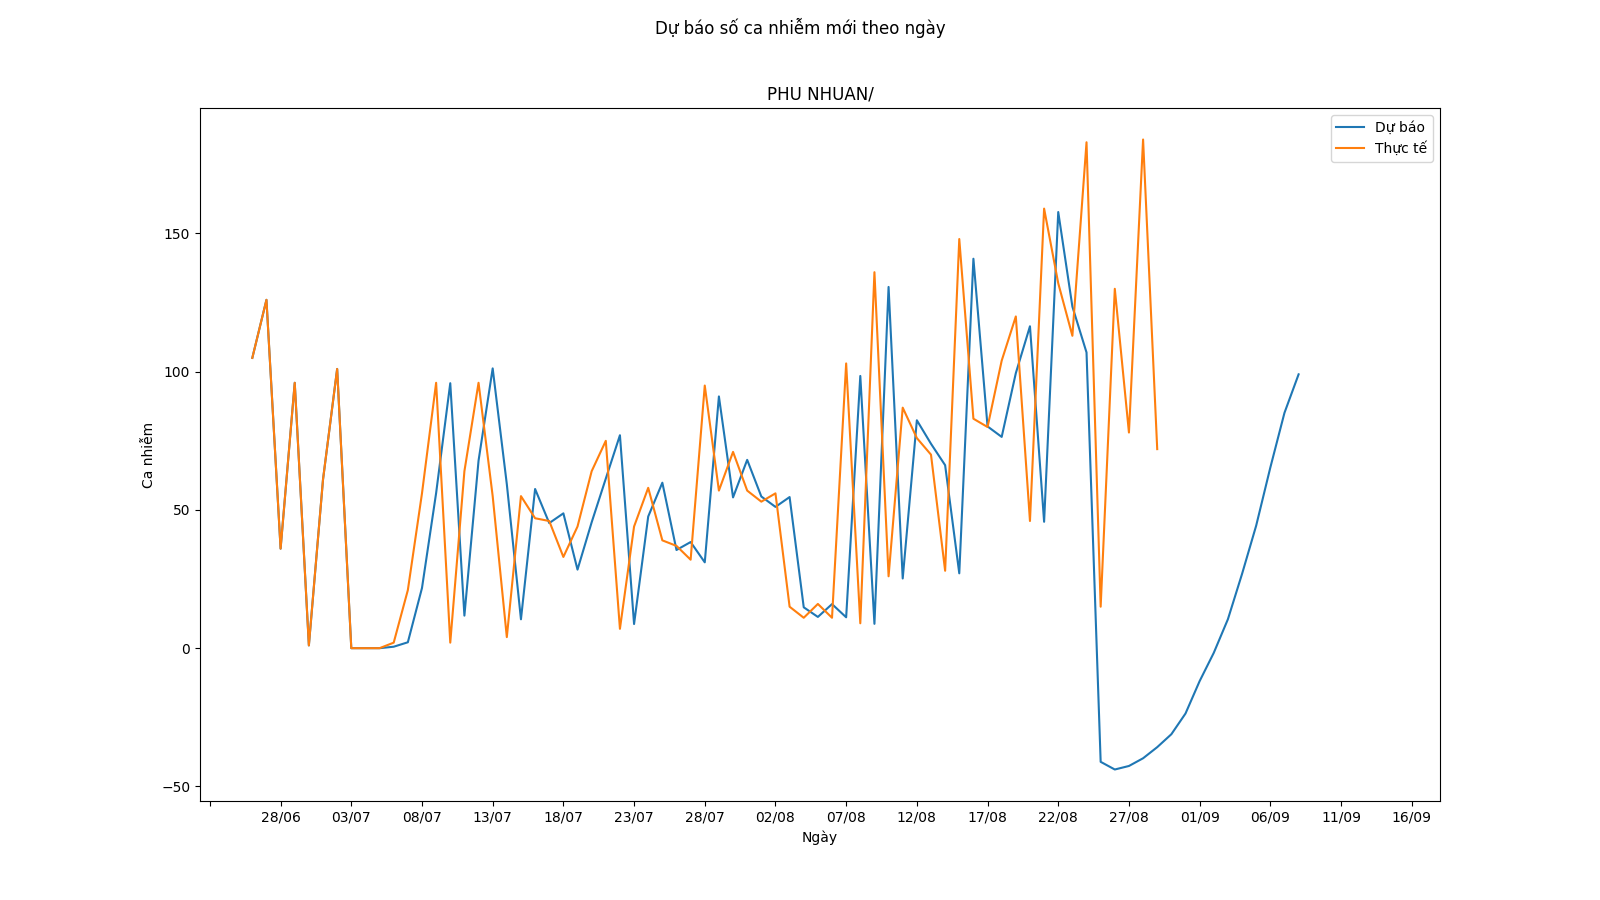 Dự báo số ca nhiễm mới theo ngày
PHU NHUAN/
Dự báo
Thực tế
Ca nhiễm
150
100
50
0
−50
28/06 03/07 08/07 13/07 18/07 23/07 28/07 02/08 07/08 12/08 17/08 22/08 27/08 01/09 06/09 11/09 16/09
Ngày